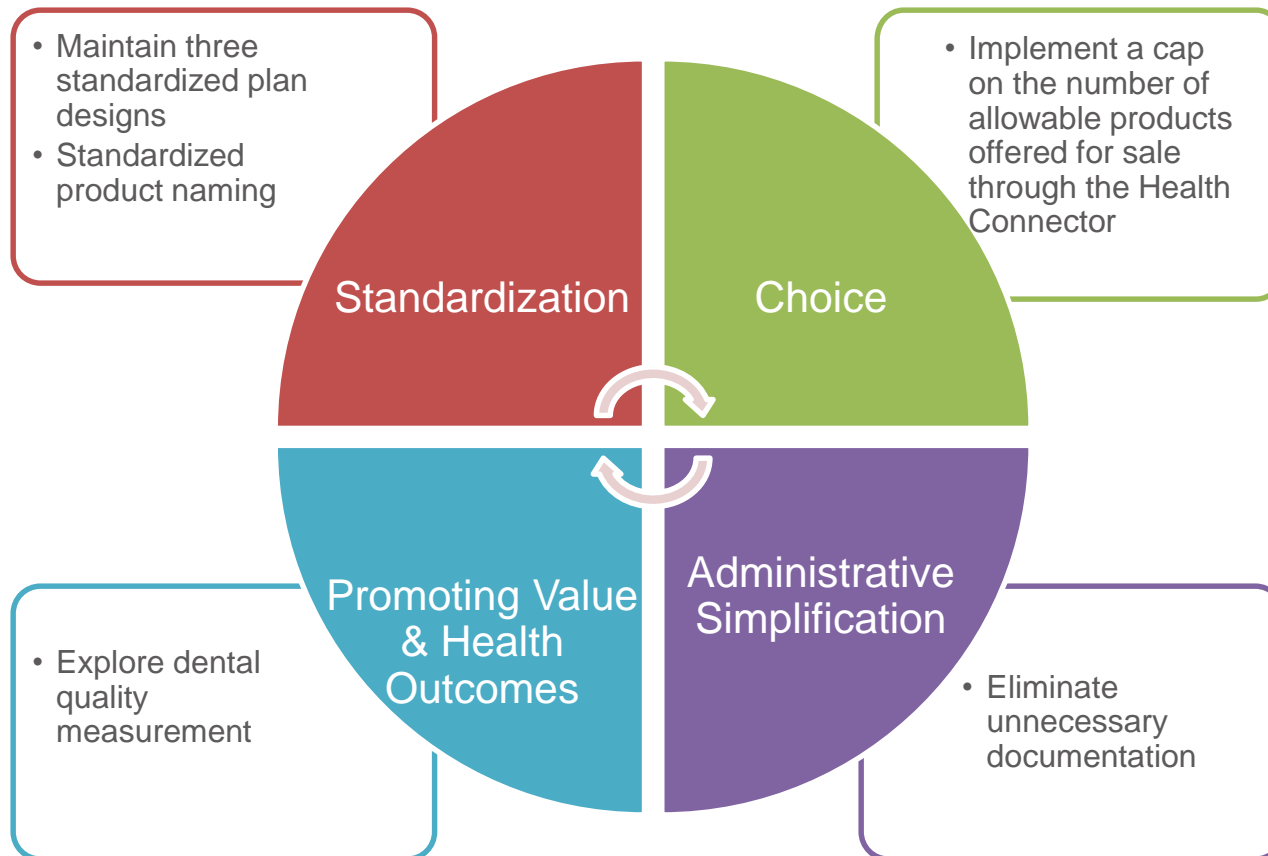 • Maintain three
standardized plan
designs
• Standardized
product naming
• Implement a cap
on the number of
allowable products
offered for sale
through the Health
Connector
Standardization
Choice
Promoting Value
& Health
Outcomes
Administrative
Simplification
• Explore dental
quality
measurement
• Eliminate
unnecessary
documentation